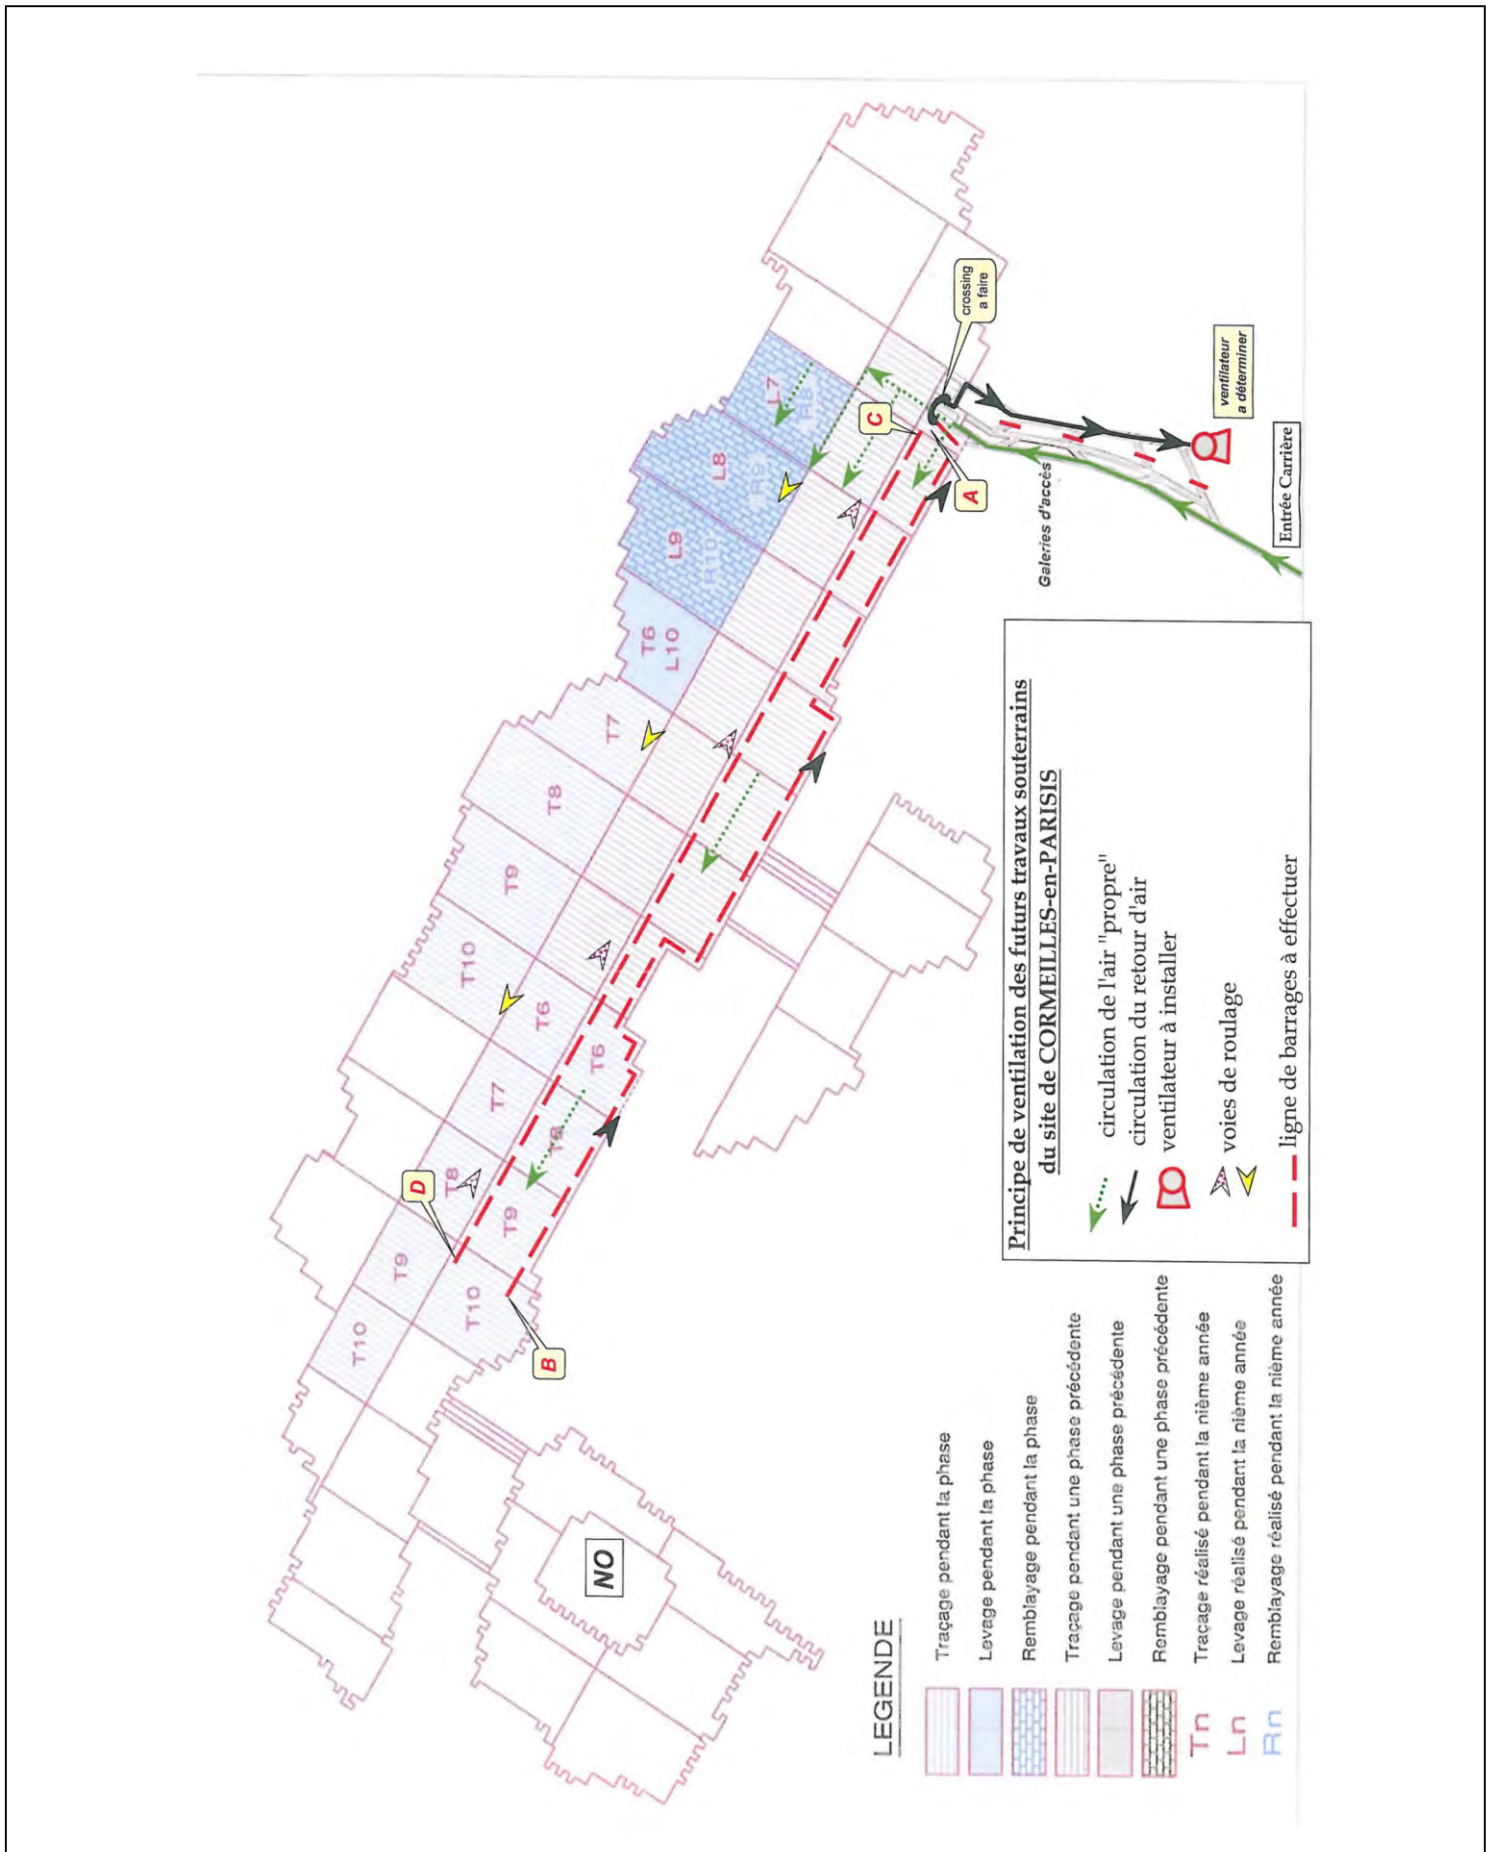 L7
R8
L8
R9
L9
R10
T6
L10
T7
T8
T9
T10
T6
T7
T8
T9
T10
T6
T8
T9
T10
A
B
C
D
NO
crossing
a faire
ventilateur
a déterminer
Entrée Carrière
Galeries d'accès
Principe de ventilation des futurs travaux souterrains
du site de CORMEILLES-en-PARISIS
circulation de l'air "propre"
circulation du retour d'air
ventilateur à installer
voies de roulage
ligne de barrages à effectuer
LEGENDE
Traçage pendant la phase
Levage pendant la phase
Remblayage pendant la phase
Traçage pendant une phase précédente
Levage pendant une phase précédente
Remblayage pendant une phase précédente
Tn Traçage réalisé pendant la nième année
Ln Levage réalisé pendant la nième année
Rn Remblayage réalisé pendant la nième année